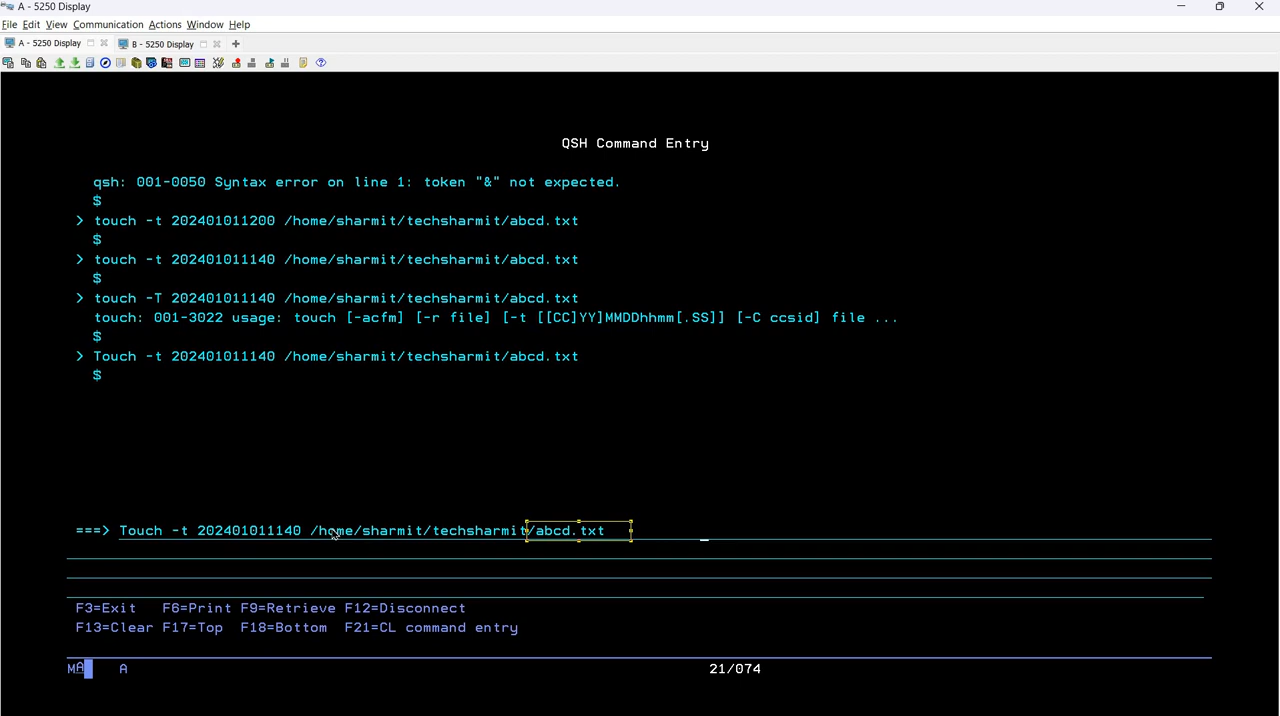 A - 5250 Display
File Edit View Communication Actions Window Help
A - 5250 Display B - 5250 Display
QSH Command Entry
qsh: 001-0050 Syntax error on line 1: token "&" not expected.
$
> touch -t 202401011200 /home/sharmit/techsharmit/abcd.txt
$
> touch -t 202401011140 /home/sharmit/techsharmit/abcd.txt
$
> touch -T 202401011140 /home/sharmit/techsharmit/abcd.txt
touch: 001-3022 usage: touch [-acfm] [-r file] [-t [[CC]YY]MMDDhhmm[.SS]] [-C ccsid] file ...
$
> Touch -t 202401011140 /home/sharmit/techsharmit/abcd.txt
$
===> Touch -t 202401011140 /home/sharmit/techsharmit/abcd.txt
F3=Exit F6=Print F9=Retrieve F12=Disconnect
F13=Clear F17=Top F18=Bottom F21=CL command entry
MA A 21/074